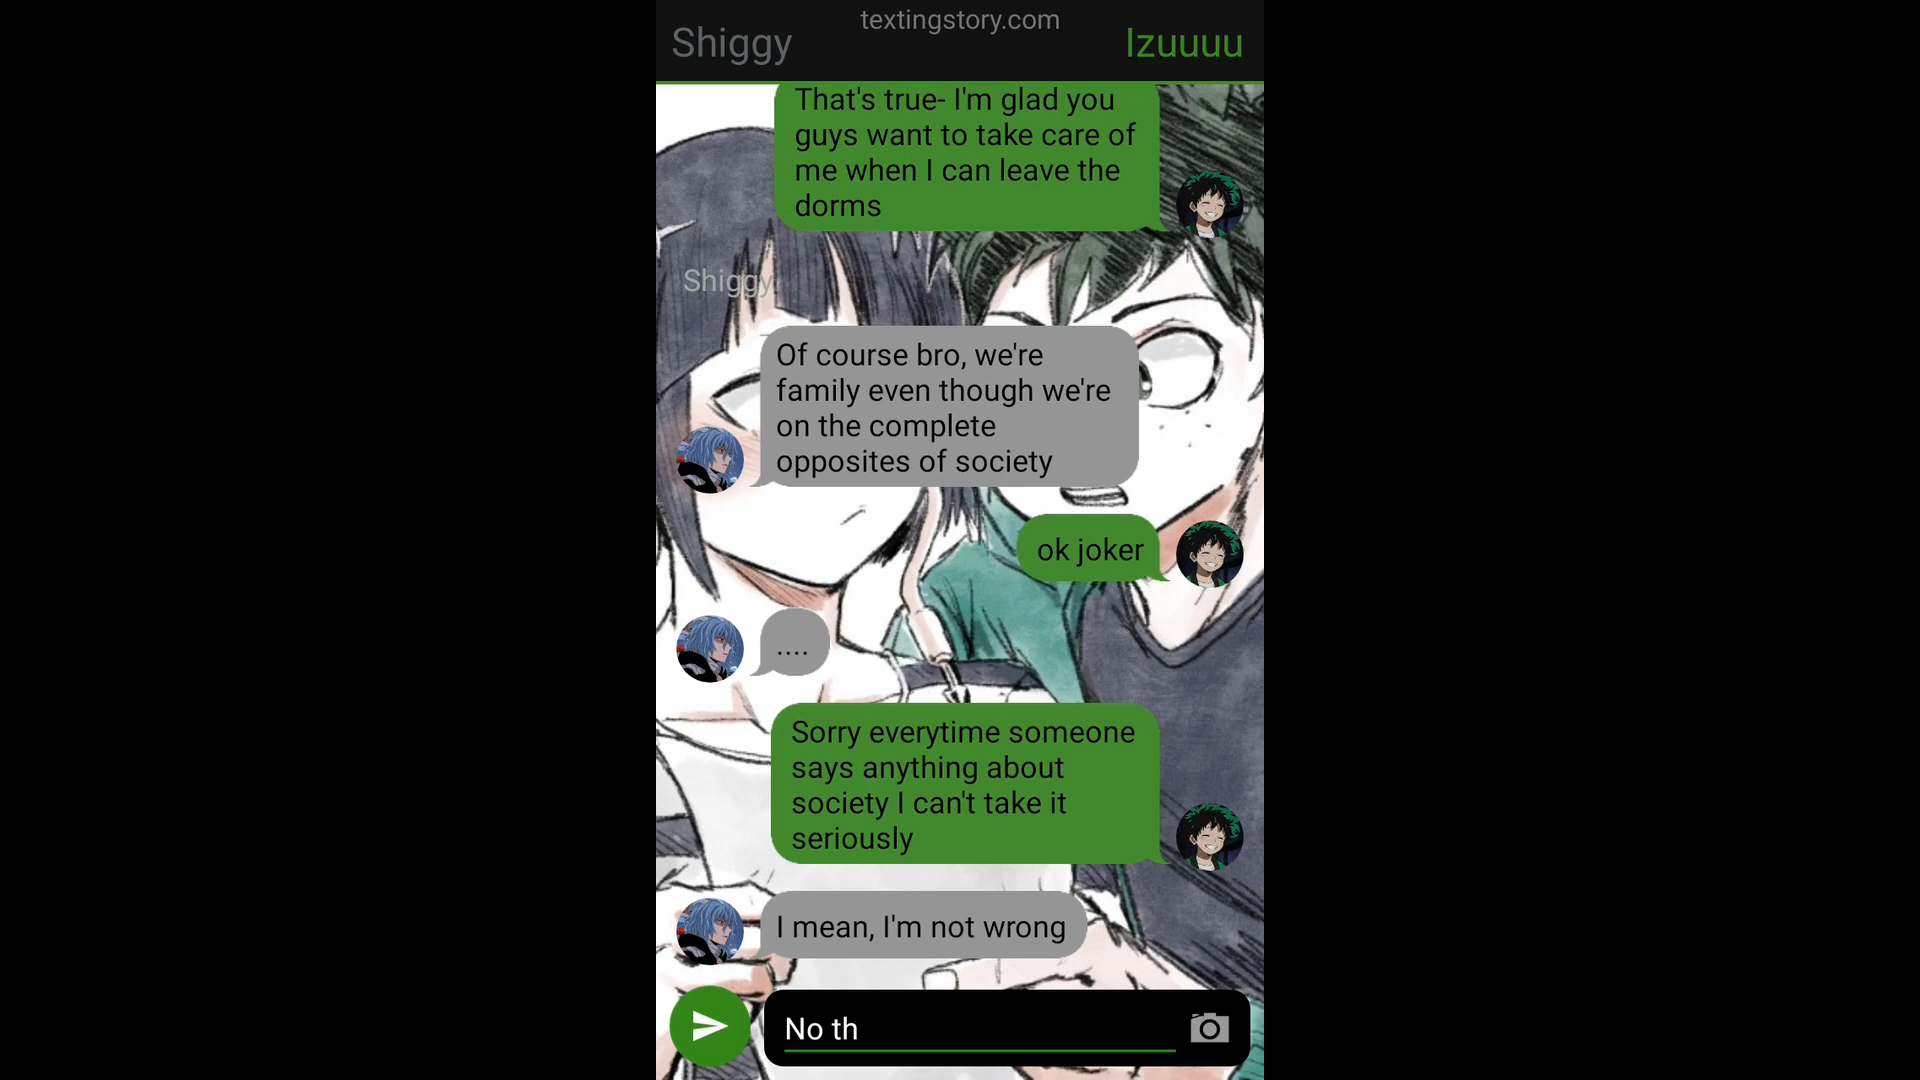 textingstory.com
Shiggy
Izuuuu
That's true- I'm glad you
guys want to take care of
me when I can leave the
dorms
Shiggy
Of course bro, we're
family even though we're
on the complete
opposites of society
ok joker
....
Sorry everytime someone
says anything about
society I can't take it
seriously
I mean, I'm not wrong
No th